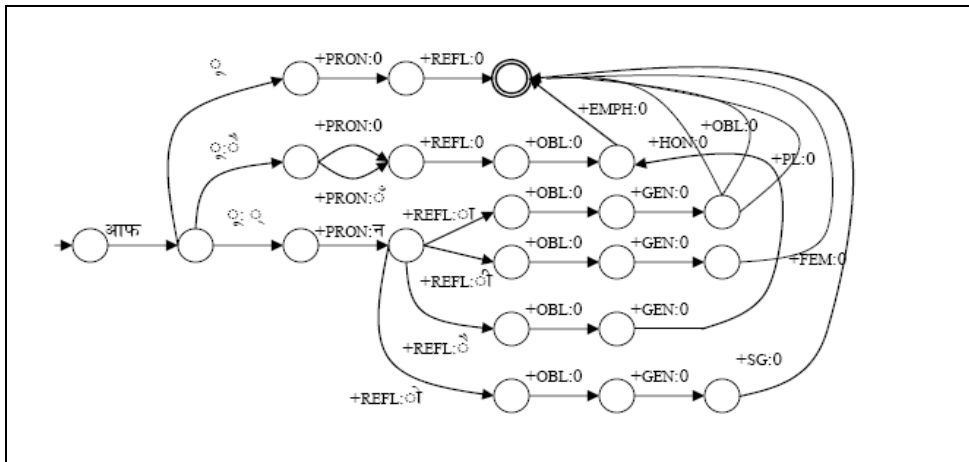 ू
+PRON:0
+REFL:0
+EMPH:0
+OBL:0
+PRON:0
ू:ै
+REFL:0
+OBL:0
+HON:0
+PL:0
+PRON:ँ
आफ
ू: ्
+PRON:न
+REFL:ा
+OBL:0
+GEN:0
+OBL:0
+GEN:0
+FEM:0
+REFL:ी
+OBL:0
+GEN:0
+REFL:ै
+SG:0
+OBL:0
+GEN:0
+REFL:ो